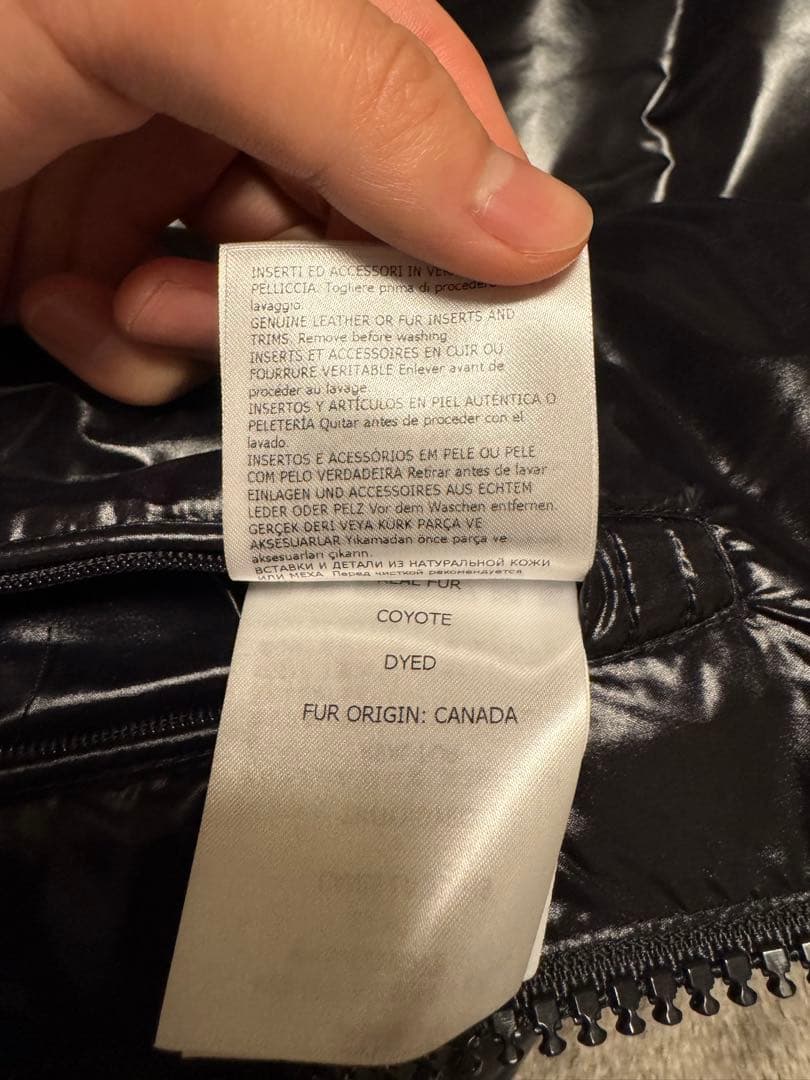 INSERTI ED ACCESSORI IN
PELLICCIA. Togliere prima di procedere
lavaggio.
GENUINE LEATHER OR FUR INSERTS AND
TRIMS. Remove before washing.
INSERTS ET ACCESSOIRES EN CUIR OU
FOURRURE VERITABLE Enlever avant de
procéder au lavage.
INSERTOS Y ARTÍCULOS EN PIEL AUTÉNTICA O
PELETERÍA Quitar antes de proceder con el
lavado.
INSERTOS E ACESSÓRIOS EM PELE OU PELE
COM PELO VERDADEIRA Retirar antes de lavar
EINLAGEN UND ACCESSOIRES AUS ECHTEM
LEDER ODER PELZ Vor dem Waschen entfernen.
GERÇEK DERI VEYA KÜRK PARÇA VE
AKSESUARLAR Yıkamadan önce parça ve
aksesuarları çıkarın.
ВСТАВКИ И ДЕТАЛИ ИЗ НАТУРАЛЬНОЙ КОЖИ
ИЛИ МЕХА Перед чисткой рекомендуется
REAL FUR
COYOTE
DYED
FUR ORIGIN: CANADA